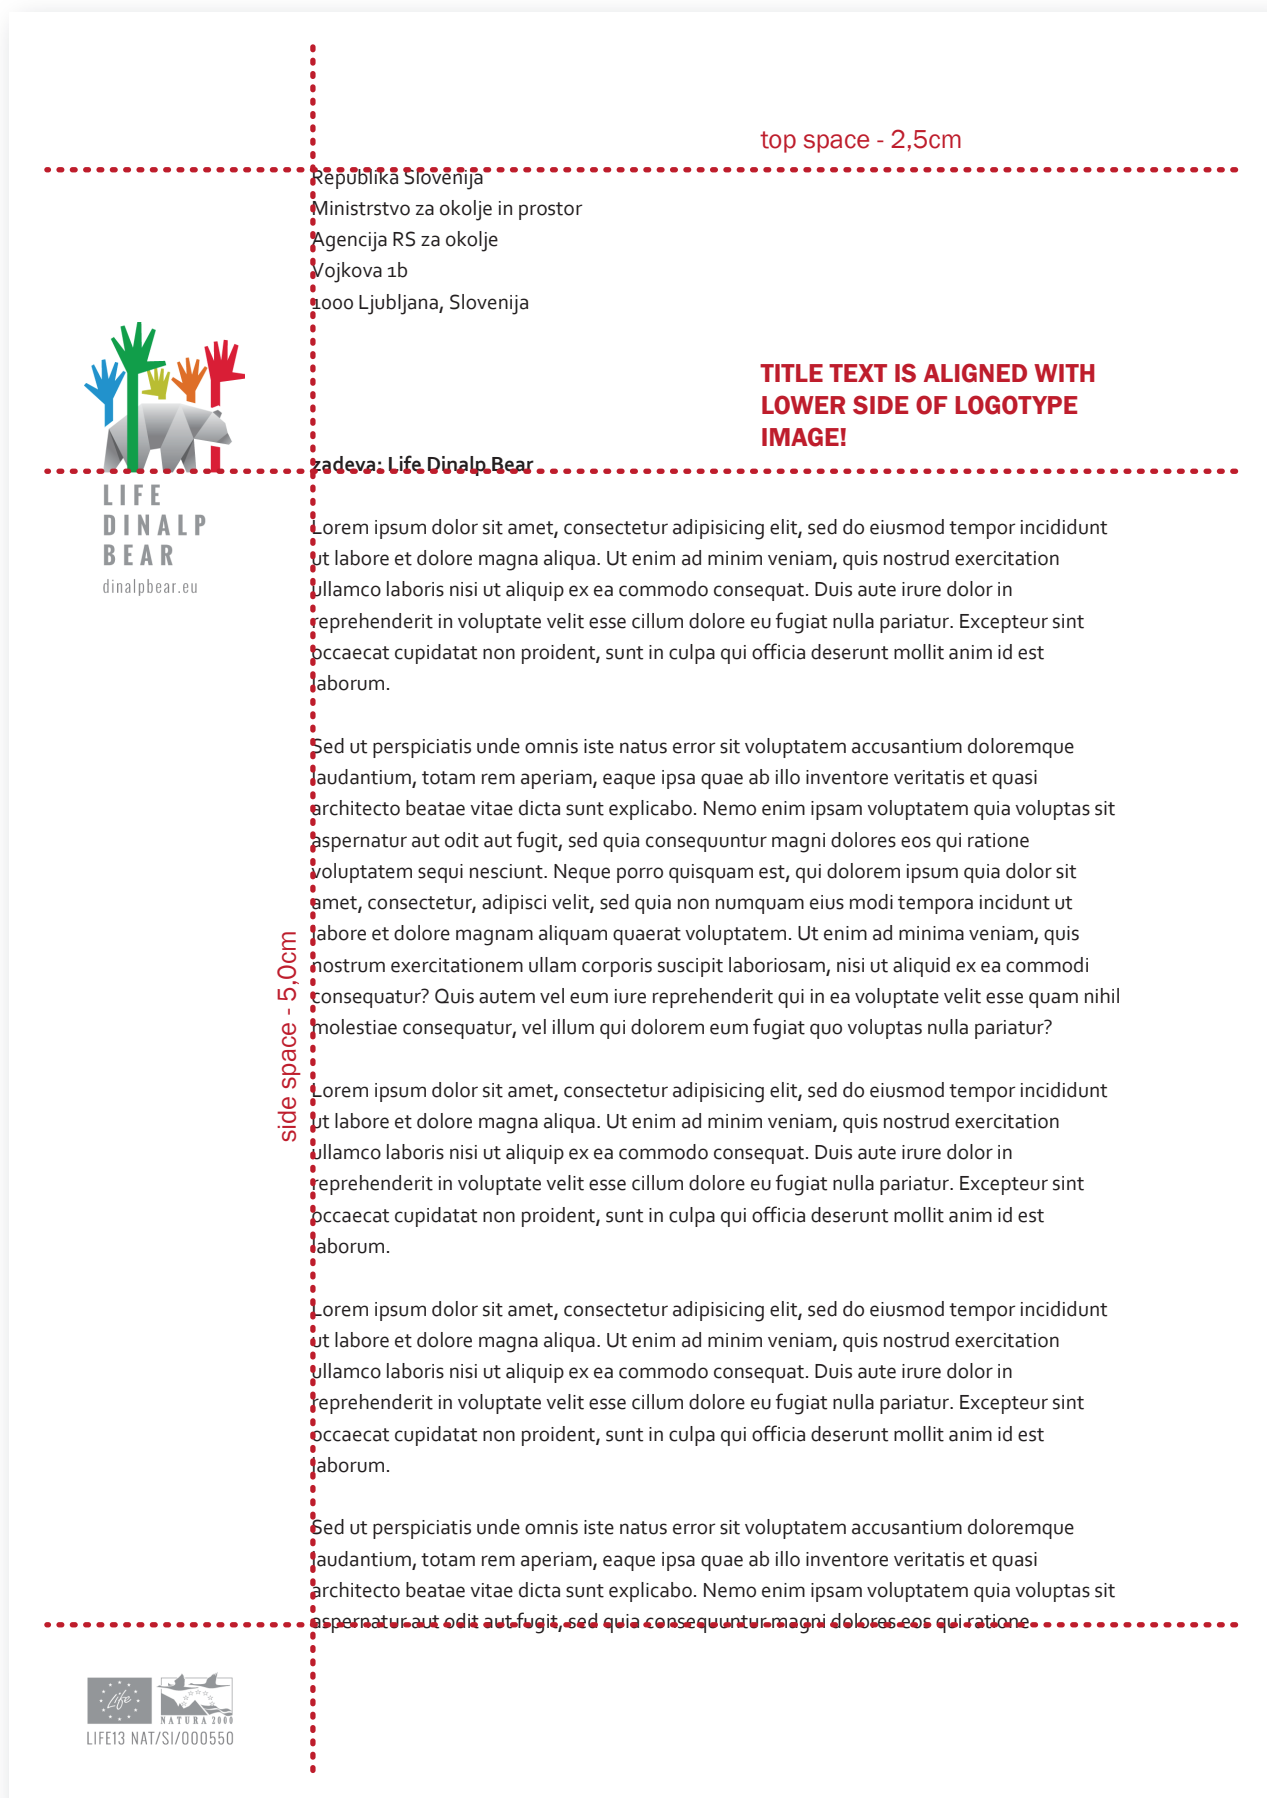 top space - 2,5cm
Republika Slovenija
Ministrstvo za okolje in prostor
Agencija RS za okolje
Vojkova 1b
1000 Ljubljana, Slovenija
TITLE TEXT IS ALIGNED WITH
LOWER SIDE OF LOGOTYPE
IMAGE!
zadeva: Life Dinalp Bear
LIFE
DINALP
BEAR
dinalpbear.eu
Lorem ipsum dolor sit amet, consectetur adipisicing elit, sed do eiusmod tempor incididunt
ut labore et dolore magna aliqua. Ut enim ad minim veniam, quis nostrud exercitation
ullamco laboris nisi ut aliquip ex ea commodo consequat. Duis aute irure dolor in
reprehenderit in voluptate velit esse cillum dolore eu fugiat nulla pariatur. Excepteur sint
occaecat cupidatat non proident, sunt in culpa qui officia deserunt mollit anim id est
laborum.
Sed ut perspiciatis unde omnis iste natus error sit voluptatem accusantium doloremque
laudantium, totam rem aperiam, eaque ipsa quae ab illo inventore veritatis et quasi
architecto beatae vitae dicta sunt explicabo. Nemo enim ipsam voluptatem quia voluptas sit
aspernatur aut odit aut fugit, sed quia consequuntur magni dolores eos qui ratione
voluptatem sequi nesciunt. Neque porro quisquam est, qui dolorem ipsum quia dolor sit
amet, consectetur, adipisci velit, sed quia non numquam eius modi tempora incidunt ut
labore et dolore magnam aliquam quaerat voluptatem. Ut enim ad minima veniam, quis
nostrum exercitationem ullam corporis suscipit laboriosam, nisi ut aliquid ex ea commodi
consequatur? Quis autem vel eum iure reprehenderit qui in ea voluptate velit esse quam nihil
molestiae consequatur, vel illum qui dolorem eum fugiat quo voluptas nulla pariatur?
side space - 5,0cm
Lorem ipsum dolor sit amet, consectetur adipisicing elit, sed do eiusmod tempor incididunt
ut labore et dolore magna aliqua. Ut enim ad minim veniam, quis nostrud exercitation
ullamco laboris nisi ut aliquip ex ea commodo consequat. Duis aute irure dolor in
reprehenderit in voluptate velit esse cillum dolore eu fugiat nulla pariatur. Excepteur sint
occaecat cupidatat non proident, sunt in culpa qui officia deserunt mollit anim id est
laborum.
Lorem ipsum dolor sit amet, consectetur adipisicing elit, sed do eiusmod tempor incididunt
ut labore et dolore magna aliqua. Ut enim ad minim veniam, quis nostrud exercitation
ullamco laboris nisi ut aliquip ex ea commodo consequat. Duis aute irure dolor in
reprehenderit in voluptate velit esse cillum dolore eu fugiat nulla pariatur. Excepteur sint
occaecat cupidatat non proident, sunt in culpa qui officia deserunt mollit anim id est
laborum.
Sed ut perspiciatis unde omnis iste natus error sit voluptatem accusantium doloremque
laudantium, totam rem aperiam, eaque ipsa quae ab illo inventore veritatis et quasi
architecto beatae vitae dicta sunt explicabo. Nemo enim ipsam voluptatem quia voluptas sit
aspernatur aut odit aut fugit, sed quia consequuntur magni dolores eos qui ratione
Life
NATURA 2000
LIFE13 NAT/SI/000550